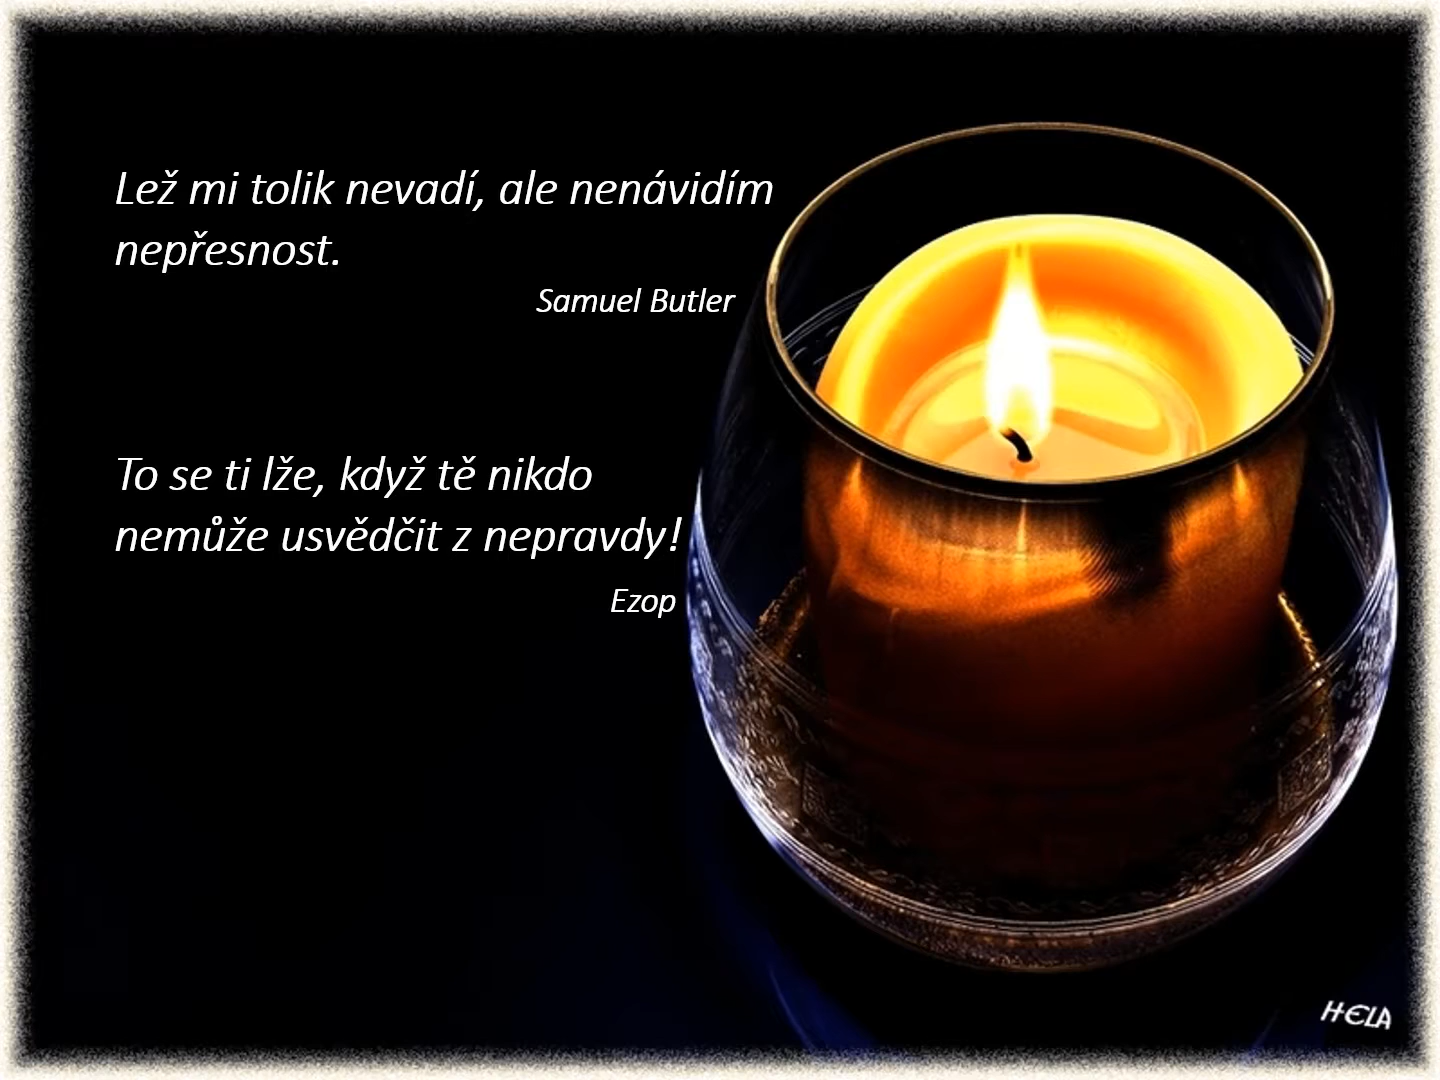 Lež mi tolik nevadí, ale nenávidím
nepřesnost.
Samuel Butler
To se ti lže, když tě nikdo
nemůže usvědčit z nepravdy!
Ezop
HELA